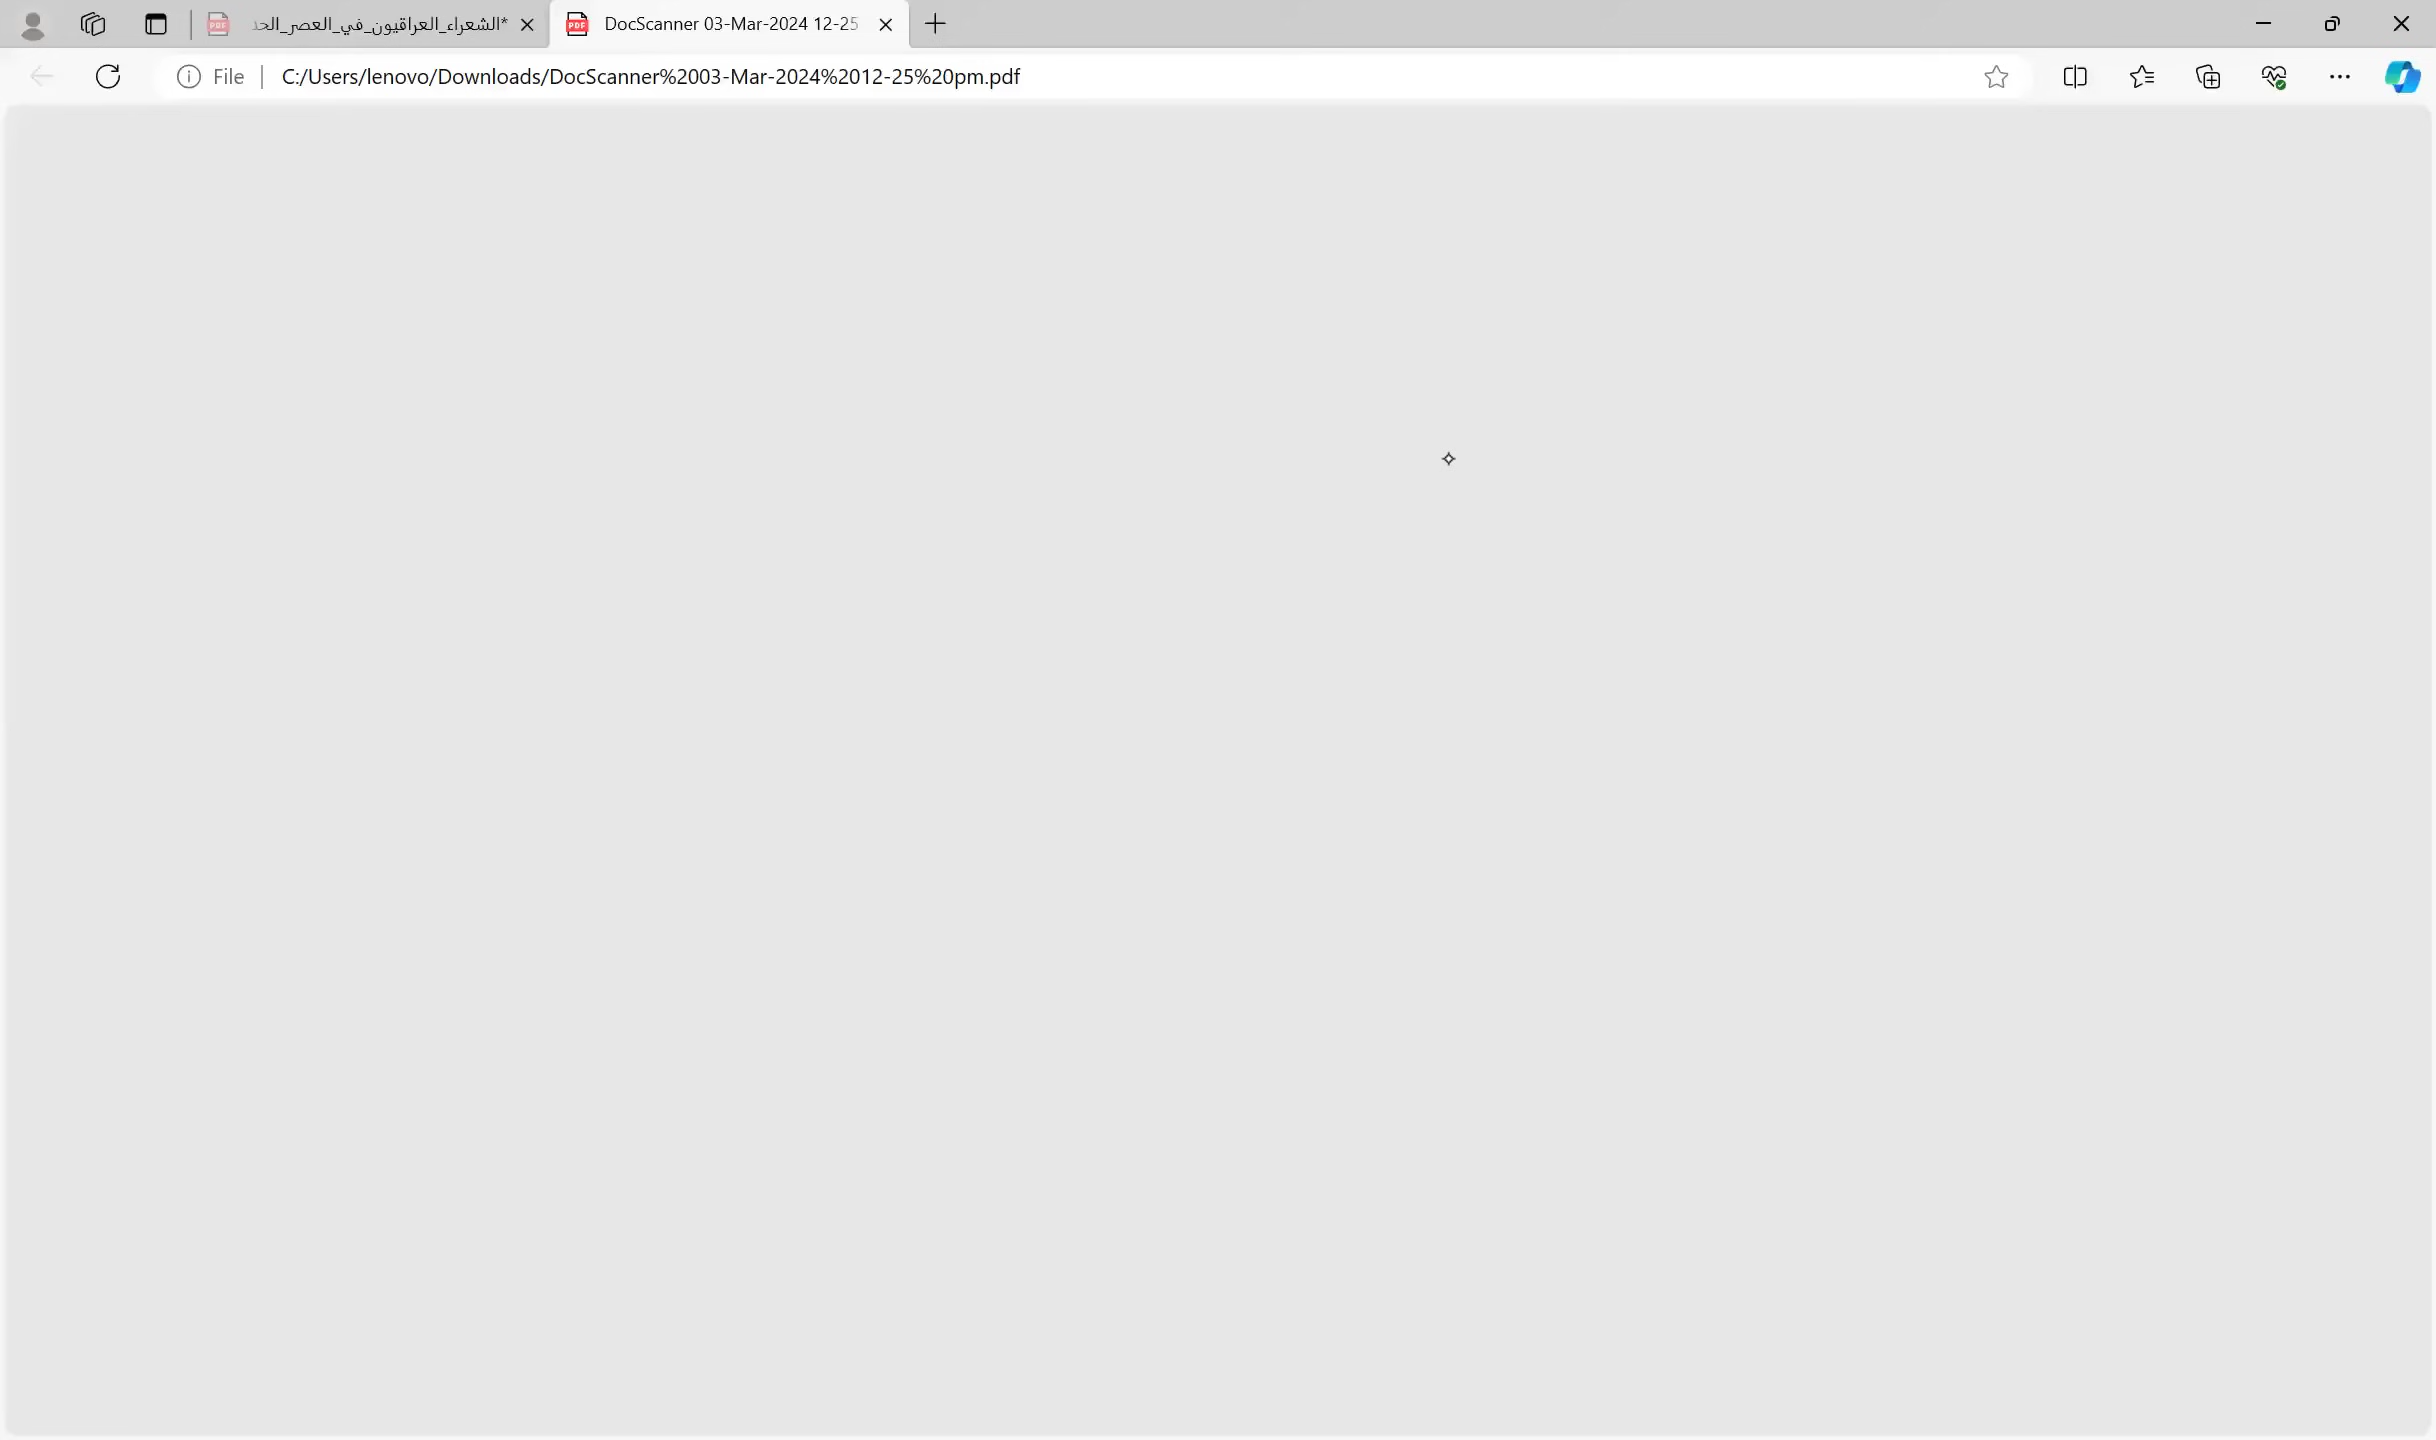 *الشعراء_العراقيون_في_العصر_الحد
DocScanner 03-Mar-2024 12-25
File
C:/Users/lenovo/Downloads/DocScanner%2003-Mar-2024%2012-25%20pm.pdf